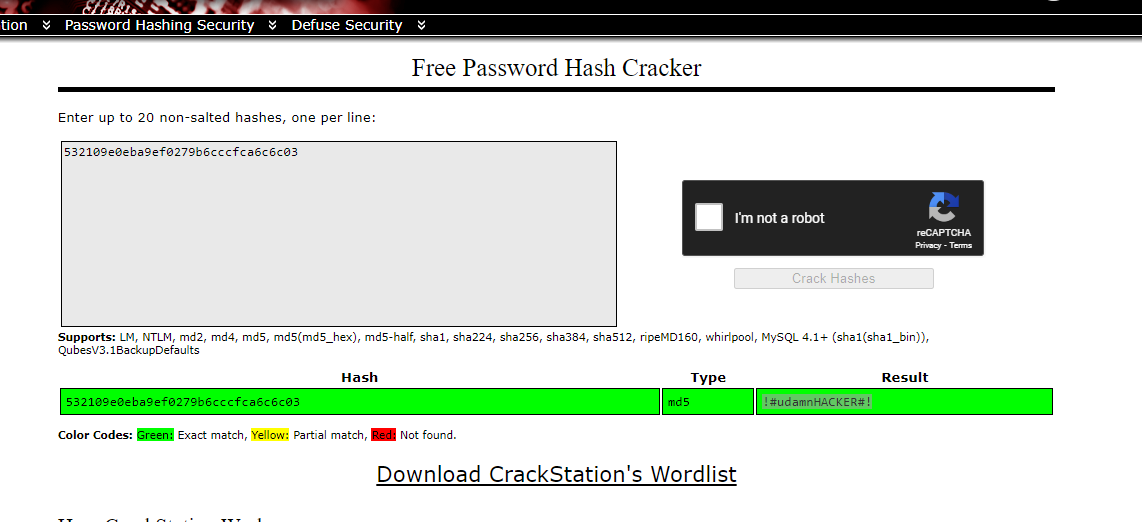 tion Password Hashing Security Defuse Security
Free Password Hash Cracker
Enter up to 20 non-salted hashes, one per line:
532109e0eba9ef0279b6cccfca6c6c03
I'm not a robot
reCAPTCHA
Privacy - Terms
Crack Hashes
Supports: LM, NTLM, md2, md4, md5, md5(md5_hex), md5-half, sha1, sha224, sha256, sha384, sha512, ripeMD160, whirlpool, MySQL 4.1+ (sha1(sha1_bin)),
QubesV3.1BackupDefaults
Hash Type Result
532109e0eba9ef0279b6cccfca6c6c03 md5 !#udamnHACKER#!
Color Codes: Green: Exact match, Yellow: Partial match, Red: Not found.
Download CrackStation's Wordlist